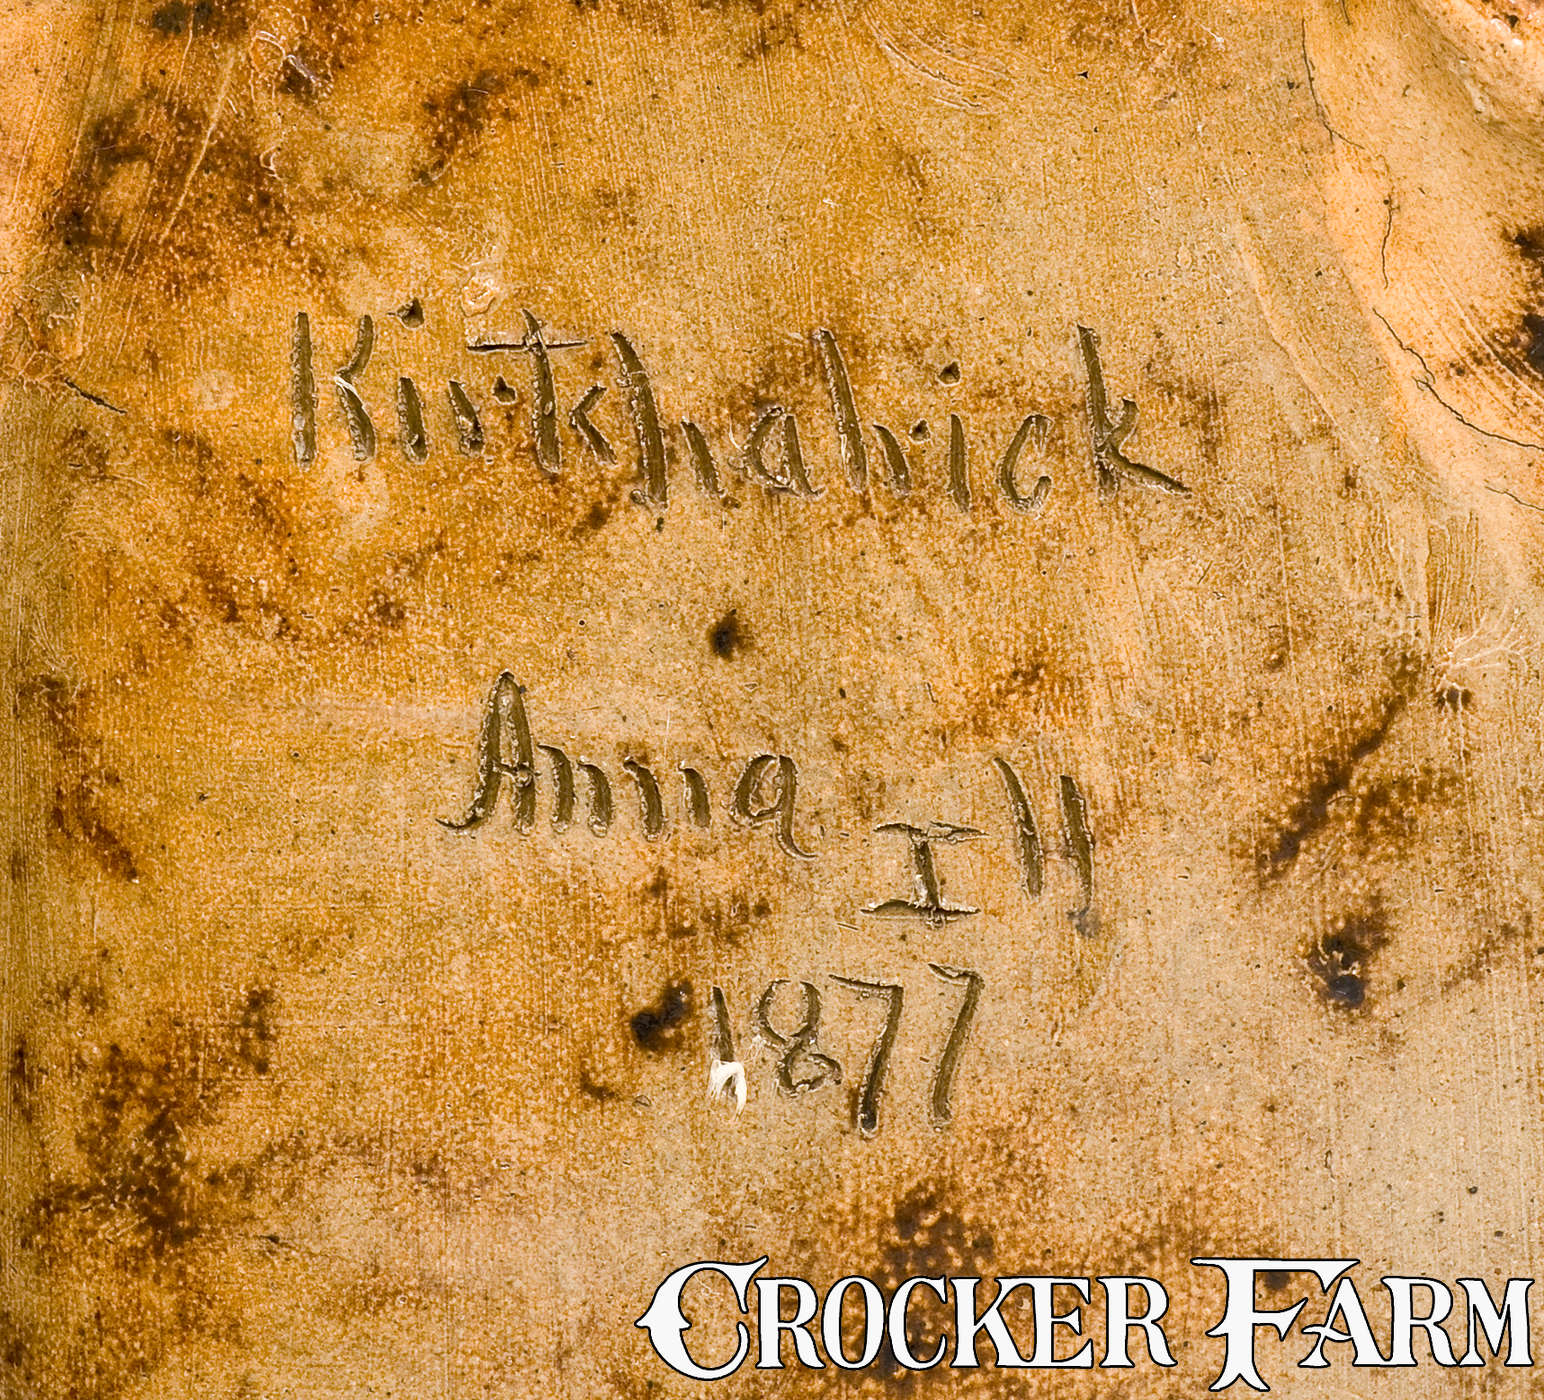 Kirkpatrick
Anna Ill
1877
CROCKER FARM